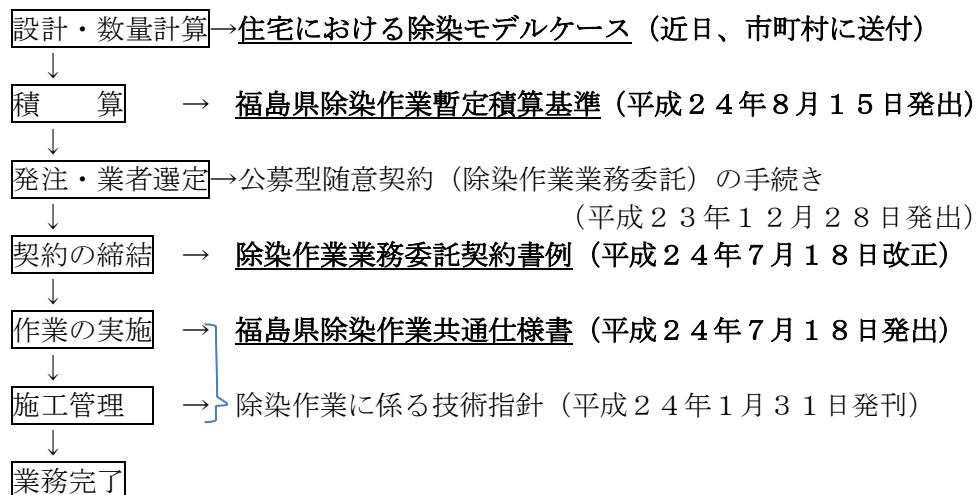 設計・数量計算→住宅における除染モデルケース（近日、市町村に送付）
↓
積　　算　→　福島県除染作業暫定積算基準（平成２４年８月１５日発出）
↓
発注・業者選定→公募型随意契約（除染作業業務委託）の手続き
↓　（平成２３年１２月２８日発出）
契約の締結　→　除染作業業務委託契約書例（平成２４年７月１８日改正）
↓
作業の実施　→　福島県除染作業共通仕様書（平成２４年７月１８日発出）
↓
施工管理　→　除染作業に係る技術指針（平成２４年１月３１日発刊）
↓
業務完了